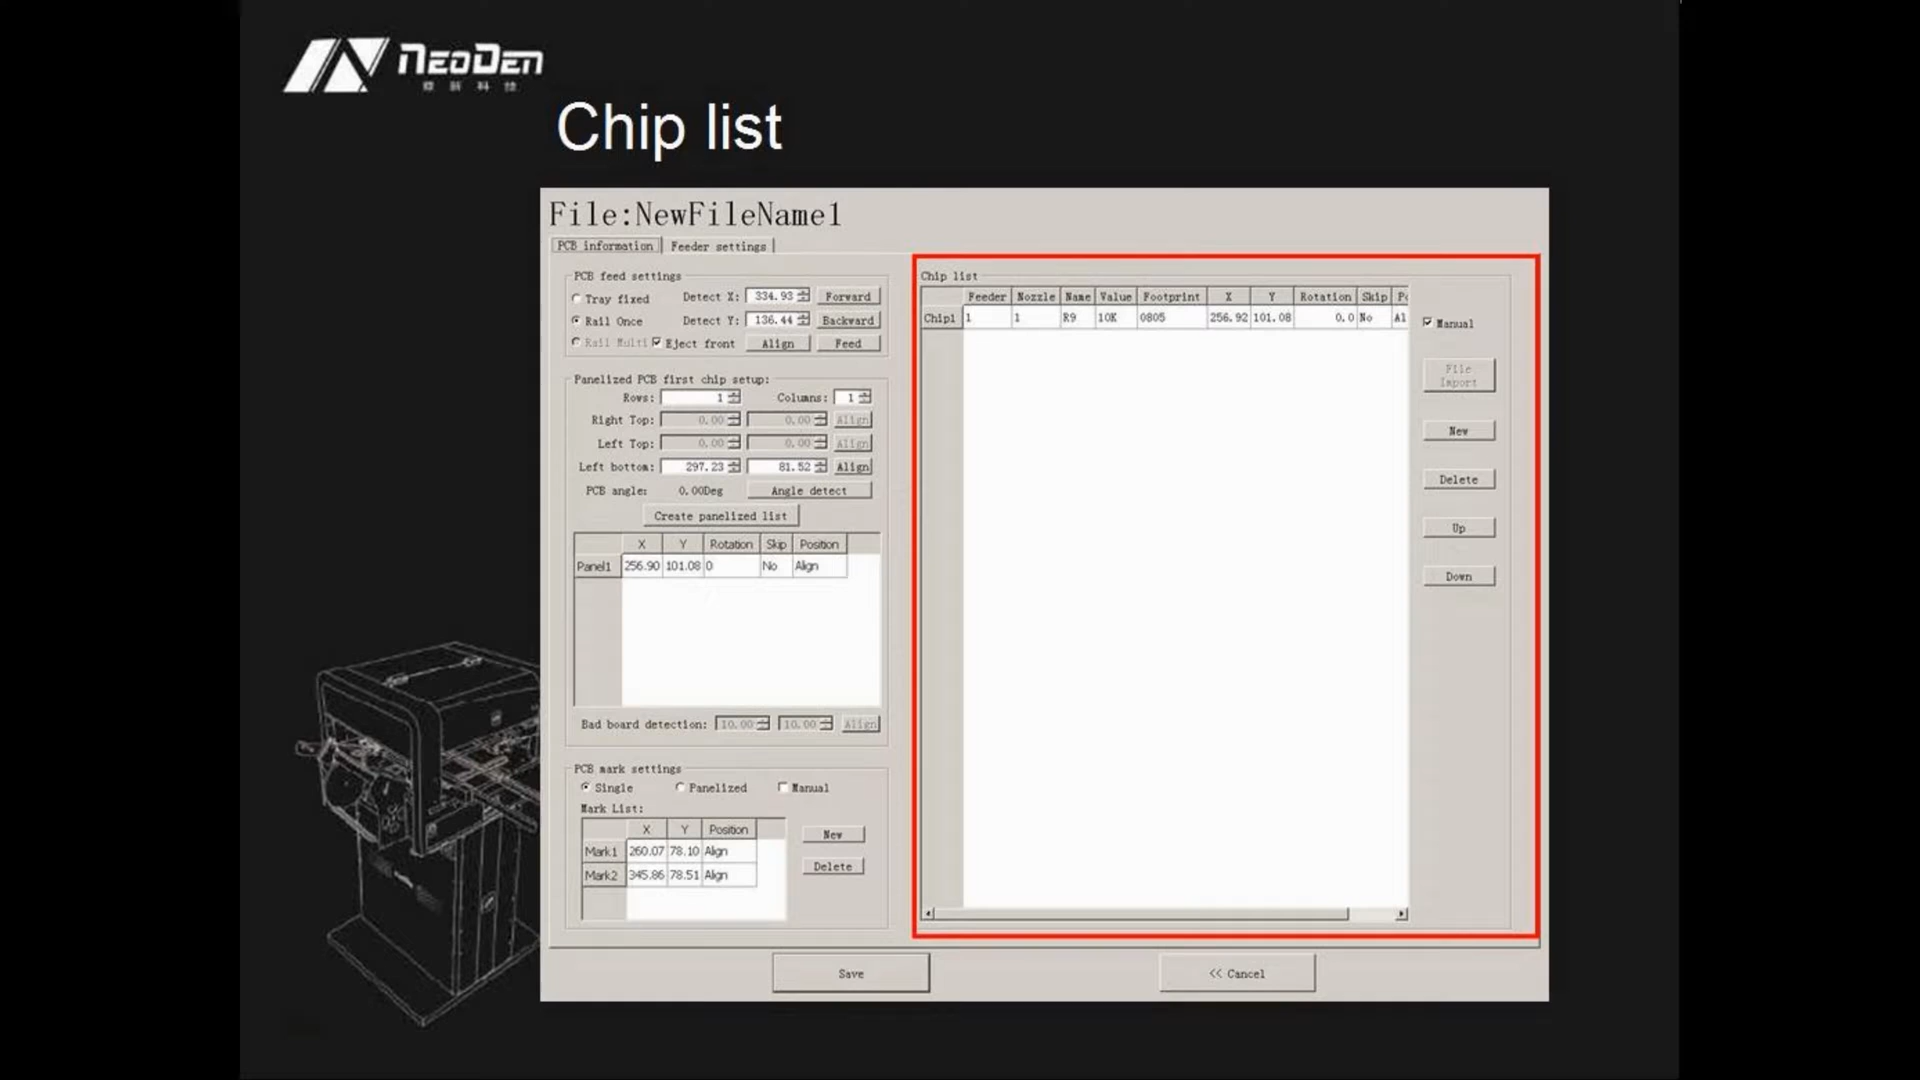 NEODEN
Chip list
File:NewFileName1
PCB information Feeder settings
PCB feed settings
Tray fixed Detect X: 334.93 Forward
Rail Once Detect Y: 136.44 Backward
Rail Multi Eject front Align Feed
Panelized PCB first chip setup:
Rows: 1 Columns: 1
Right Top: 0.00 0.00 Align
Left Top: 0.00 0.00 Align
Left bottom: 297.23 81.52 Align
PCB angle: 0.00Deg Angle detect
Create panelized list
X Y Rotation Skip Position
Panel1 256.90 101.08 0 No Align
Bad board detection: 10.00 10.00 Align
PCB mark settings
Single Panelized Manual
Mark List:
X Y Position
Mark1 260.07 78.10 Align
Mark2 345.86 78.51 Align
New
Delete
Chip list
Feeder Nozzle Name Value Footprint X Y Rotation Skip Po
Chip1 1 1 R9 10K 0805 256.92 101.08 0.0 No Al
Manual
File
Import
New
Delete
Up
Down
Save << Cancel